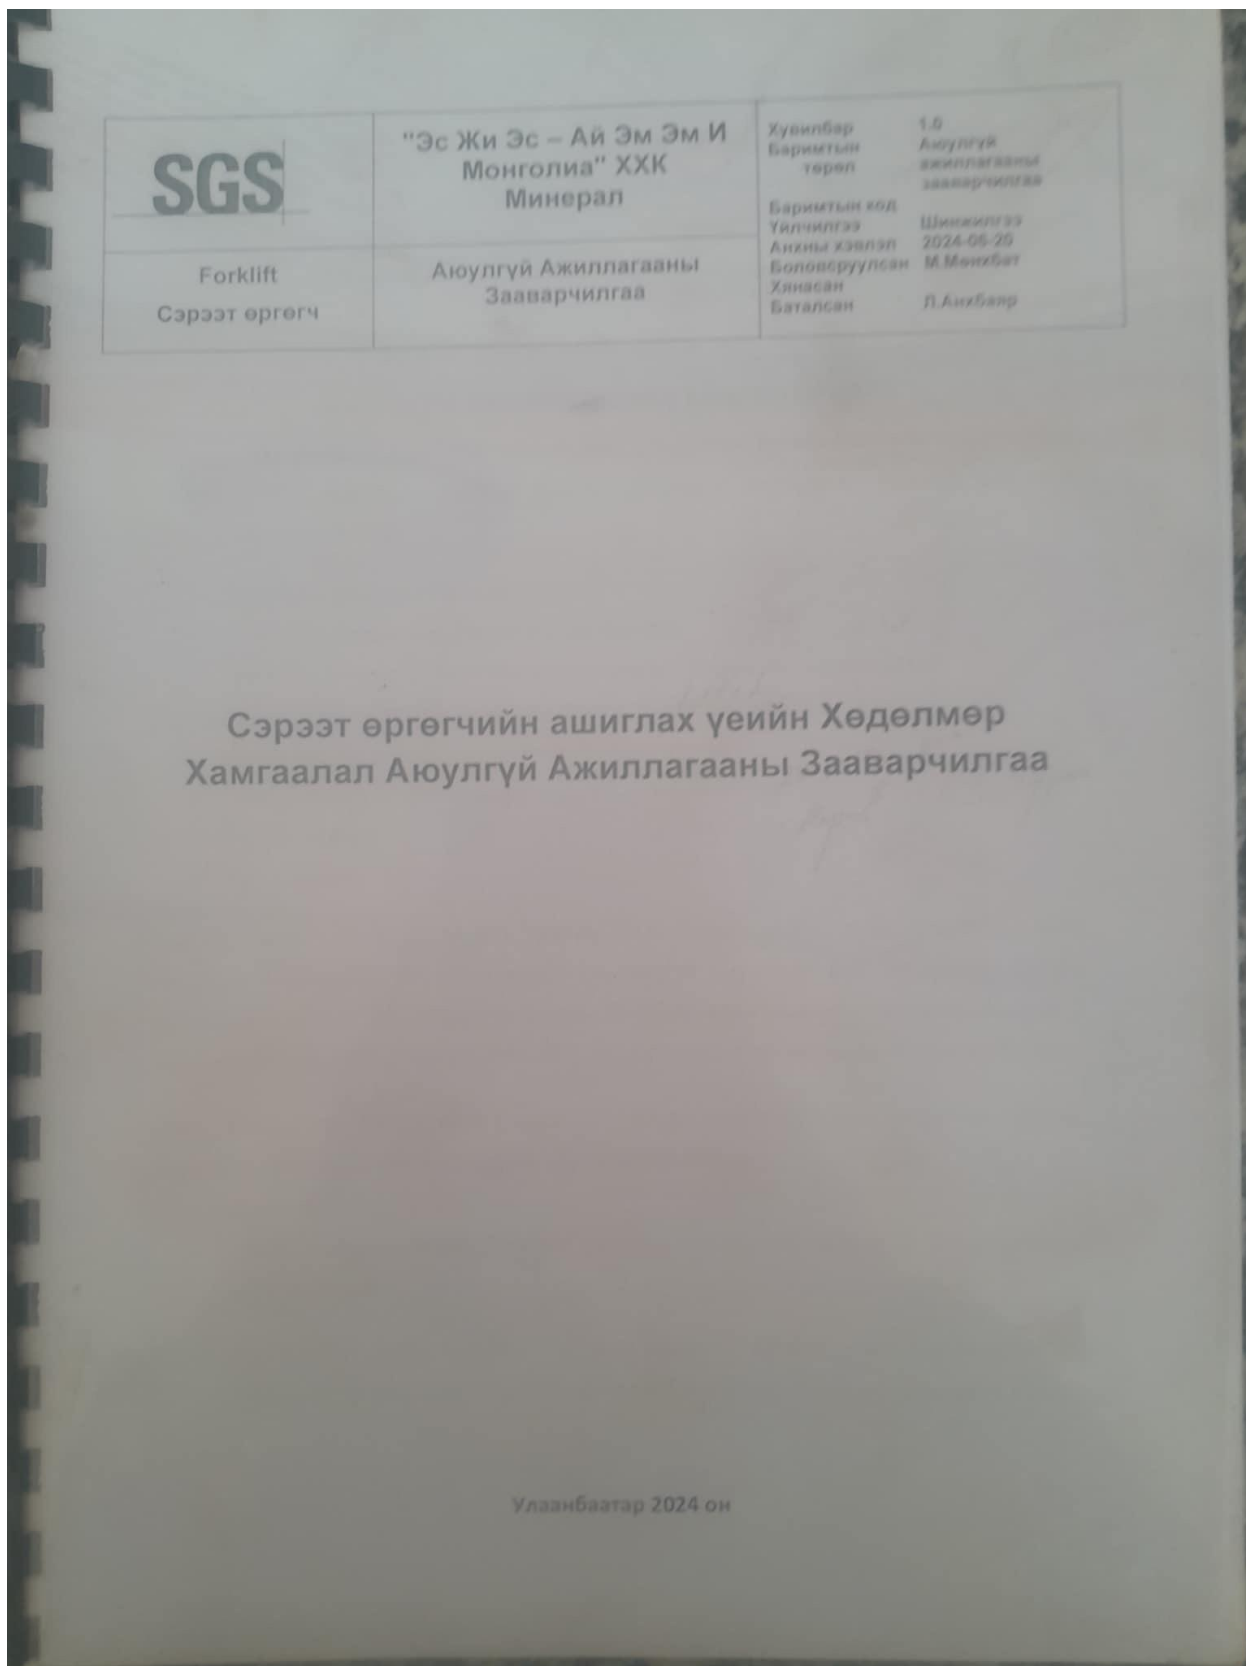 SGS
Forklift
Сэрээт өргөгч
"Эс Жи Эс – Ай Эм Эм И
Монголиа" ХХК
Минерал
Аюулгүй Ажиллагааны
Зааварчилгаа
Хувилбар 1.0
Баримтын Аюулгүй
төрөл ажиллагааны
зааварчилгаа
Баримтын код
Үйлчилгээ Шинжилгээ
Анхны хэвлэл 2024-06-20
Боловсруулсан М.Мөнхбат
Хянасан
Баталсан Л.Анхбаяр
Сэрээт өргөгчийн ашиглах үеийн Хөдөлмөр
Хамгаалал Аюулгүй Ажиллагааны Зааварчилгаа
Улаанбаатар 2024 он